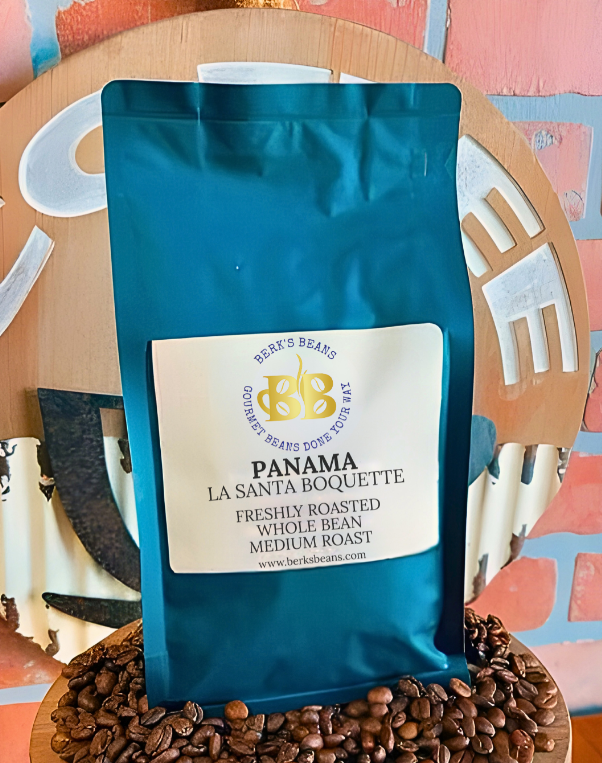 BERK'S BEANS
BB
GOURMET BEANS DONE YOUR WAY
PANAMA
LA SANTA BOQUETTE
FRESHLY ROASTED
WHOLE BEAN
MEDIUM ROAST
www.berksbeans.com